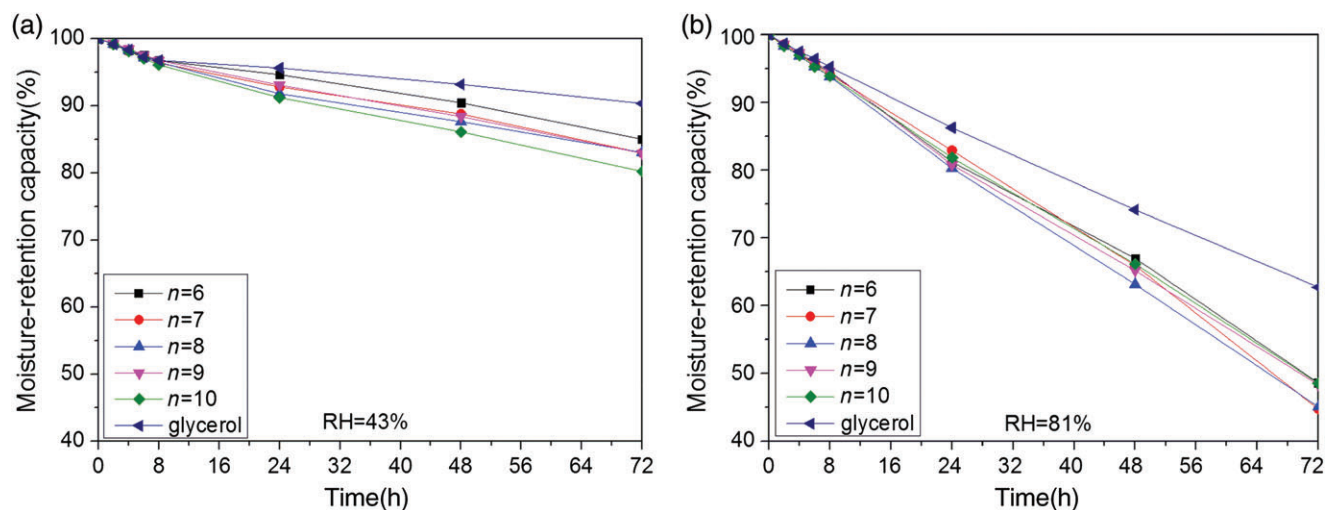 (a)
100
90
80
70
60
50
40
Moisture-retention capacity(%)
n=6
n=7
n=8
n=9
n=10
glycerol
RH=43%
0 8 16 24 32 40 48 56 64 72
Time(h)
(b)
100
90
80
70
60
50
40
Moisture-retention capacity(%)
n=6
n=7
n=8
n=9
n=10
glycerol
RH=81%
0 8 16 24 32 40 48 56 64 72
Time(h)